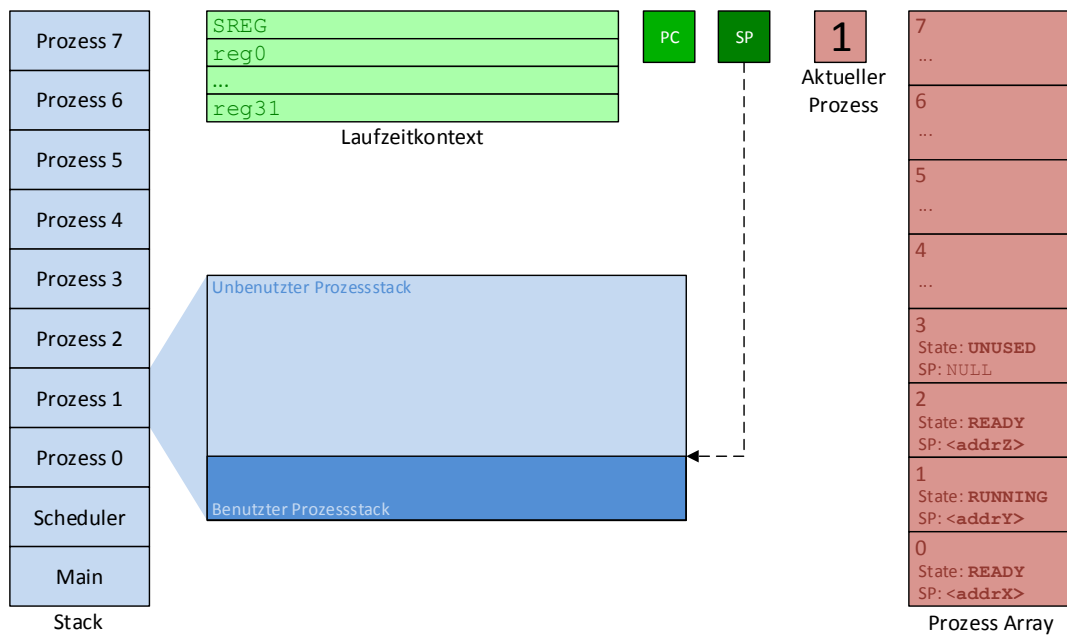 Prozess 7
Prozess 6
Prozess 5
Prozess 4
Prozess 3
Prozess 2
Prozess 1
Prozess 0
Scheduler
Main
Stack
SREG
reg0
...
reg31
Laufzeitkontext
PC
SP
1
Aktueller
Prozess
Unbenutzter Prozessstack
Benutzter Prozessstack
7
...
6
...
5
...
4
...
3
State: UNUSED
SP: NULL
2
State: READY
SP: <addrZ>
1
State: RUNNING
SP: <addrY>
0
State: READY
SP: <addrX>
Prozess Array